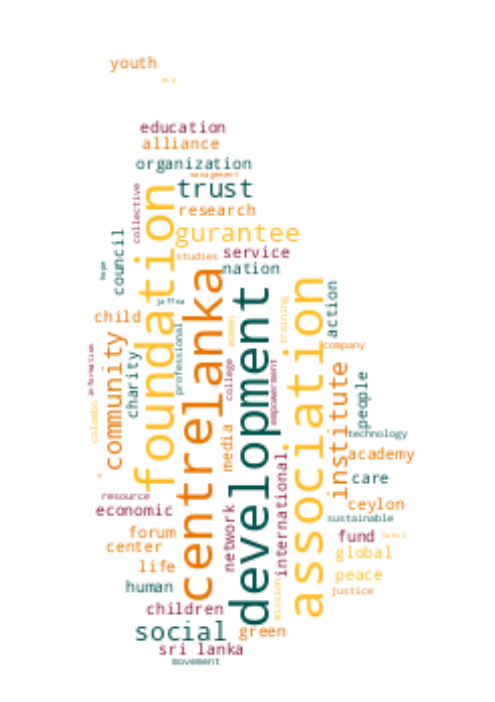 youth
education
alliance
organization
management
trust
collective
research
foundation
gurantee
council
studies
service
nation
hope
centre
lanka
jaffna
development
association
action
child
training
women
professional
company
community
information
charity
college
empowerment
institute
people
colombo
media
technology
academy
international
care
resource
economic
network
ceylon
sustainable
forum
fund
tamil
center
global
life
peace
human
mission
justice
children
social
green
sri lanka
movement